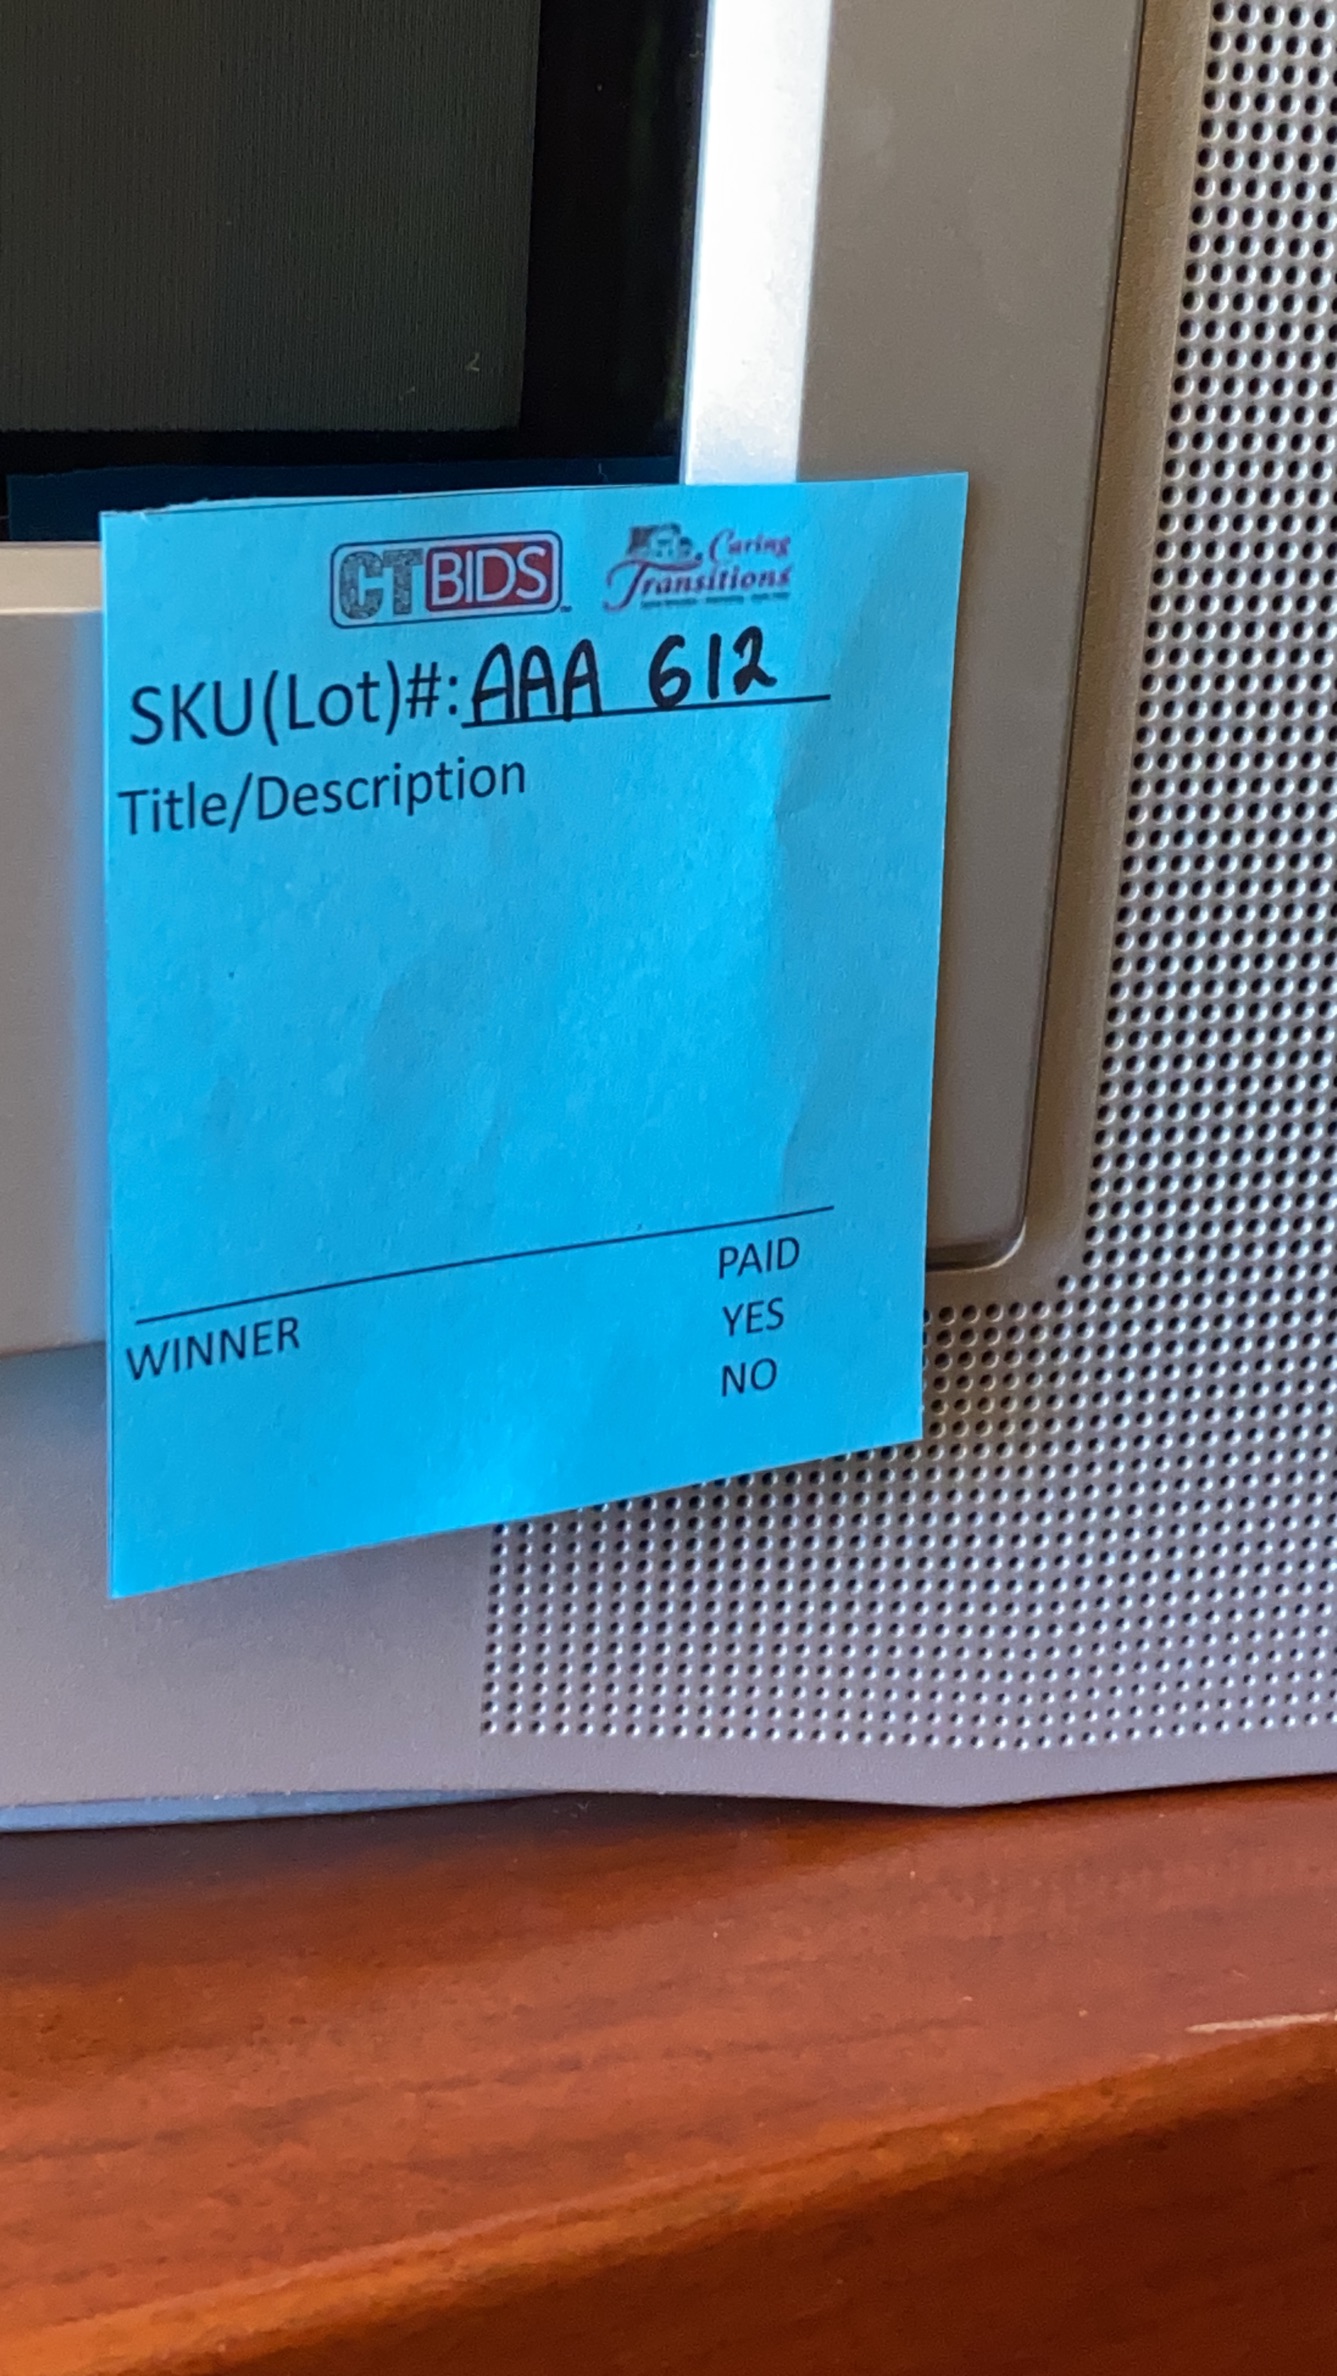 CTBIDS Caring
Transitions
SKU(Lot)#: AAA 612
Title/Description
PAID
WINNER YES
NO